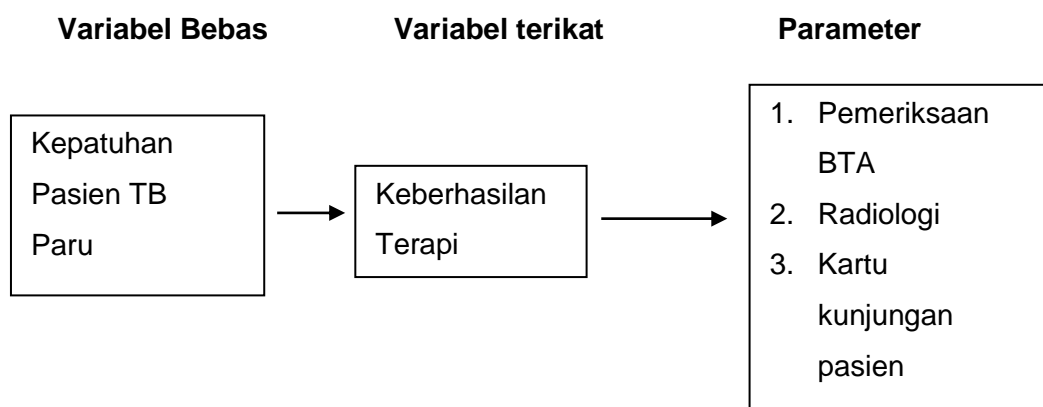 Variabel Bebas Variabel terikat Parameter
Kepatuhan
Pasien TB
Paru
Keberhasilan
Terapi
1. Pemeriksaan
BTA
2. Radiologi
3. Kartu
kunjungan
pasien